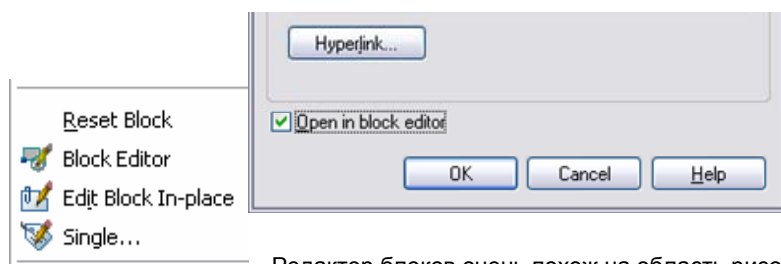 Hyperlink...
Open in block editor
OK Cancel Help
Reset Block
Block Editor
Edit Block In-place
Single...
Редактор блоков очень похож на область